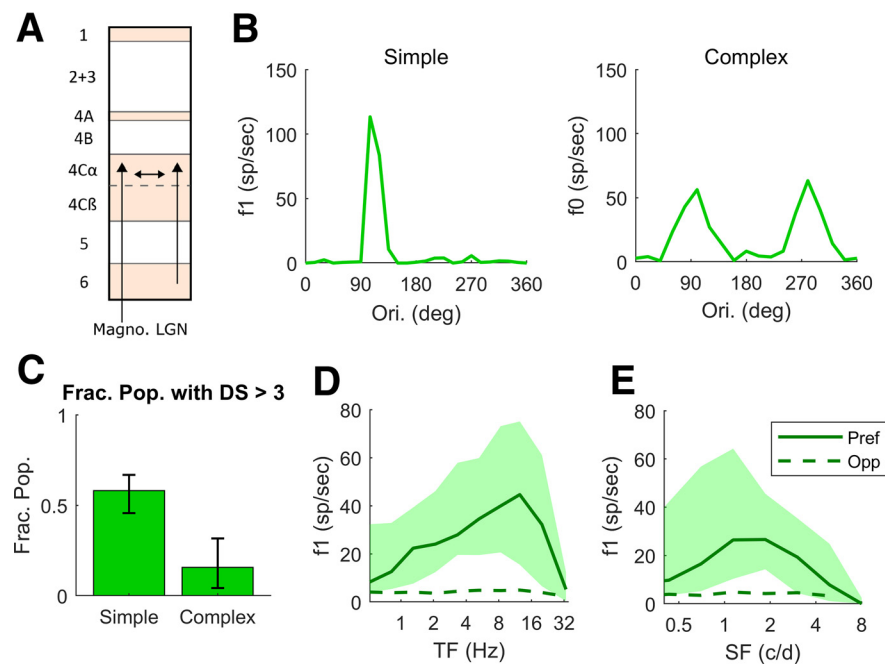 A
1
2+3
4A
4B
4Cα
4Cß
5
6
Magno. LGN
B
Simple
150
100
50
0
f1 (sp/sec)
0 90 180 270 360
Ori. (deg)
Complex
150
100
50
0
f0 (sp/sec)
0 90 180 270 360
Ori. (deg)
C
Frac. Pop. with DS > 3
1
0.5
0
Frac. Pop.
Simple Complex
D
80
60
40
20
0
f1 (sp/sec)
1 2 4 8 16 32
TF (Hz)
E
80
60
40
20
0
f1 (sp/sec)
0.5 1 2 4 8
SF (c/d)
Pref
Opp